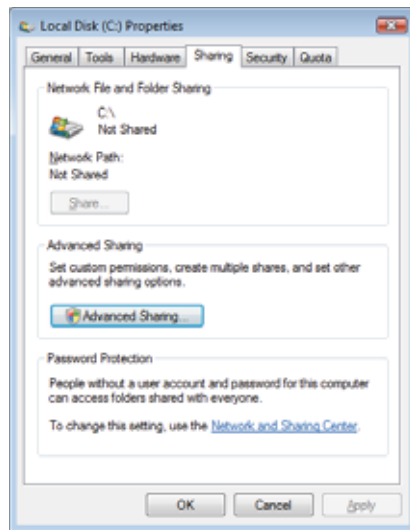 Local Disk (C:) Properties
General Tools Hardware Sharing Security Quota
Network File and Folder Sharing
C:\
Not Shared
Network Path:
Not Shared
Share...
Advanced Sharing
Set custom permissions, create multiple shares, and set other
advanced sharing options.
Advanced Sharing...
Password Protection
People without a user account and password for this computer
can access folders shared with everyone.
To change this setting, use the Network and Sharing Center.
OK Cancel Apply